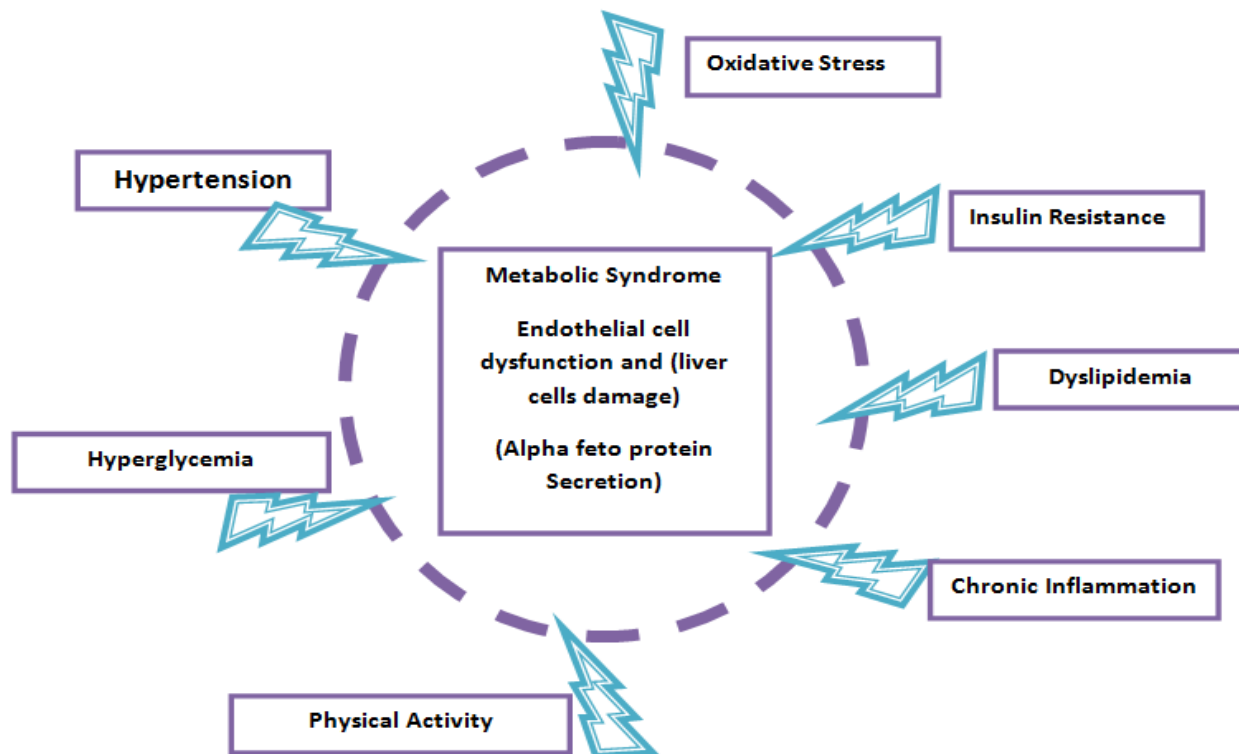 Oxidative Stress
Hypertension
Insulin Resistance
Metabolic Syndrome
Endothelial cell
dysfunction and (liver
cells damage)
(Alpha feto protein
Secretion)
Dyslipidemia
Hyperglycemia
Chronic Inflammation
Physical Activity